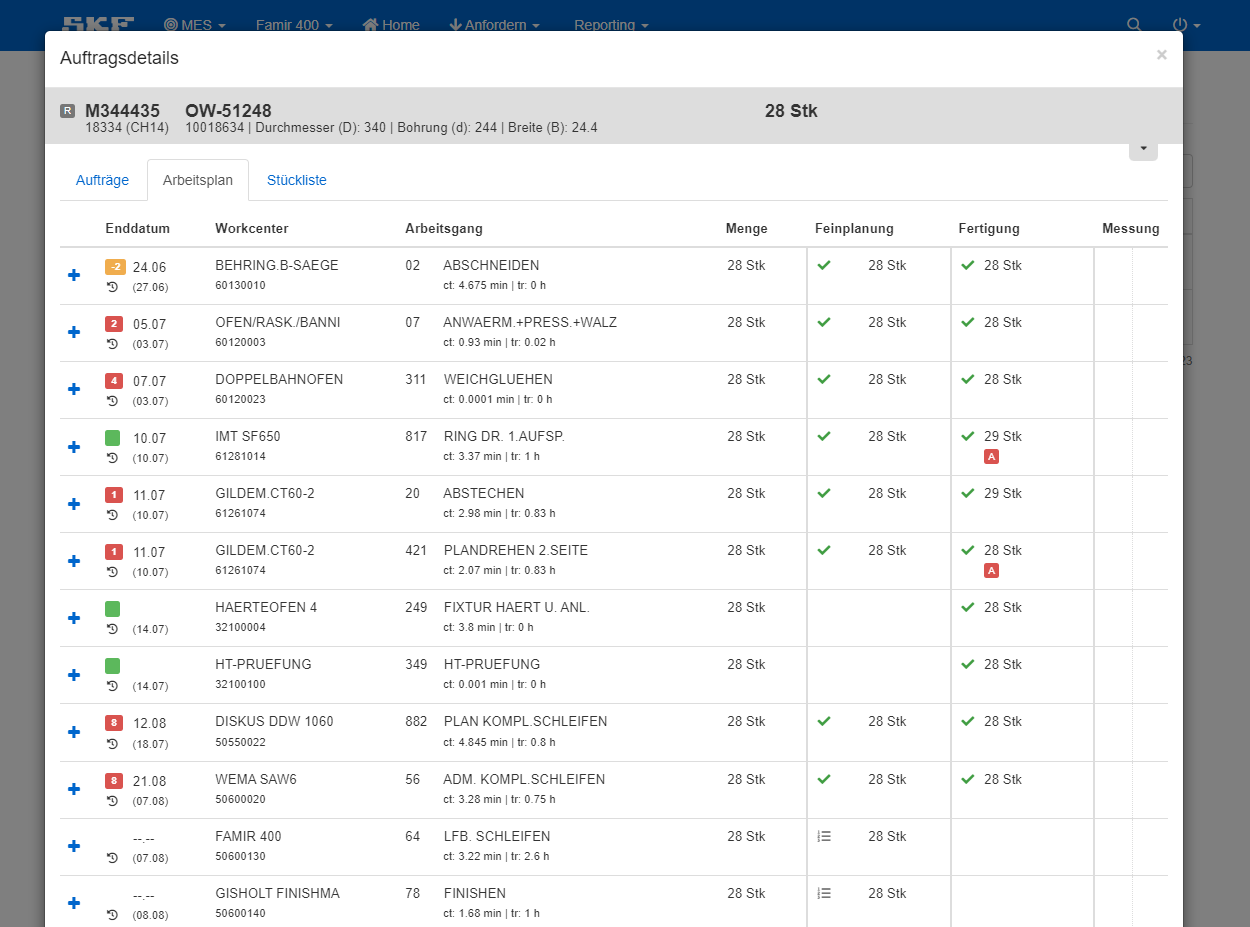 SKF MES Famir 400 Home Anfordern Reporting
Auftragsdetails ×
R M344435 OW-51248 28 Stk
18334 (CH14) 10018634 | Durchmesser (D): 340 | Bohrung (d): 244 | Breite (B): 24.4
Aufträge Arbeitsplan Stückliste
Enddatum Workcenter Arbeitsgang Menge Feinplanung Fertigung Messung
-2 24.06 BEHRING.B-SAEGE 02 ABSCHNEIDEN 28 Stk 28 Stk 28 Stk
(27.06) 60130010 ct: 4.675 min | tr: 0 h
2 05.07 OFEN/RASK./BANNI 07 ANWAERM.+PRESS.+WALZ 28 Stk 28 Stk 28 Stk
(03.07) 60120003 ct: 0.93 min | tr: 0.02 h
23
4 07.07 DOPPELBAHNOFEN 311 WEICHGLUEHEN 28 Stk 28 Stk 28 Stk
(03.07) 60120023 ct: 0.0001 min | tr: 0 h
10.07 IMT SF650 817 RING DR. 1.AUFSP. 28 Stk 28 Stk 29 Stk
(10.07) 61281014 ct: 3.37 min | tr: 1 h A
1 11.07 GILDEM.CT60-2 20 ABSTECHEN 28 Stk 28 Stk 29 Stk
(10.07) 61261074 ct: 2.98 min | tr: 0.83 h
1 11.07 GILDEM.CT60-2 421 PLANDREHEN 2.SEITE 28 Stk 28 Stk 28 Stk
(10.07) 61261074 ct: 2.07 min | tr: 0.83 h A
HAERTEOFEN 4 249 FIXTUR HAERT U. ANL. 28 Stk 28 Stk
(14.07) 32100004 ct: 3.8 min | tr: 0 h
HT-PRUEFUNG 349 HT-PRUEFUNG 28 Stk 28 Stk
(14.07) 32100100 ct: 0.001 min | tr: 0 h
8 12.08 DISKUS DDW 1060 882 PLAN KOMPL.SCHLEIFEN 28 Stk 28 Stk 28 Stk
(18.07) 50550022 ct: 4.845 min | tr: 0.8 h
8 21.08 WEMA SAW6 56 ADM. KOMPL.SCHLEIFEN 28 Stk 28 Stk 28 Stk
(07.08) 50600020 ct: 3.28 min | tr: 0.75 h
--.-- FAMIR 400 64 LFB. SCHLEIFEN 28 Stk 28 Stk
(07.08) 50600130 ct: 3.22 min | tr: 2.6 h
--.-- GISHOLT FINISHMA 78 FINISHEN 28 Stk 28 Stk
(08.08) 50600140 ct: 1.68 min | tr: 1 h